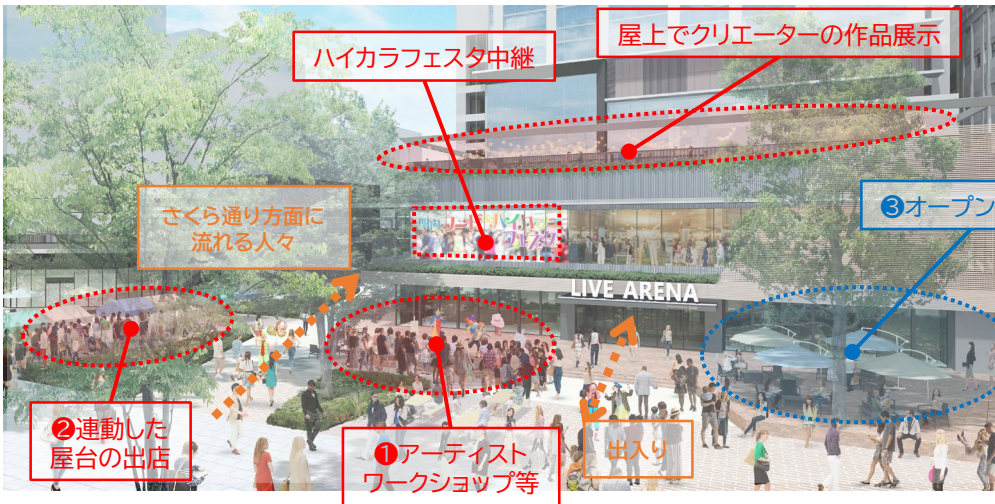 屋上でクリエーターの作品展示
ハイカラフェスタ中継
さくら通り方面に
流れる人々
❸オープン
LIVE ARENA
❷連動した
屋台の出店
❶アーティスト
ワークショップ等
出入り